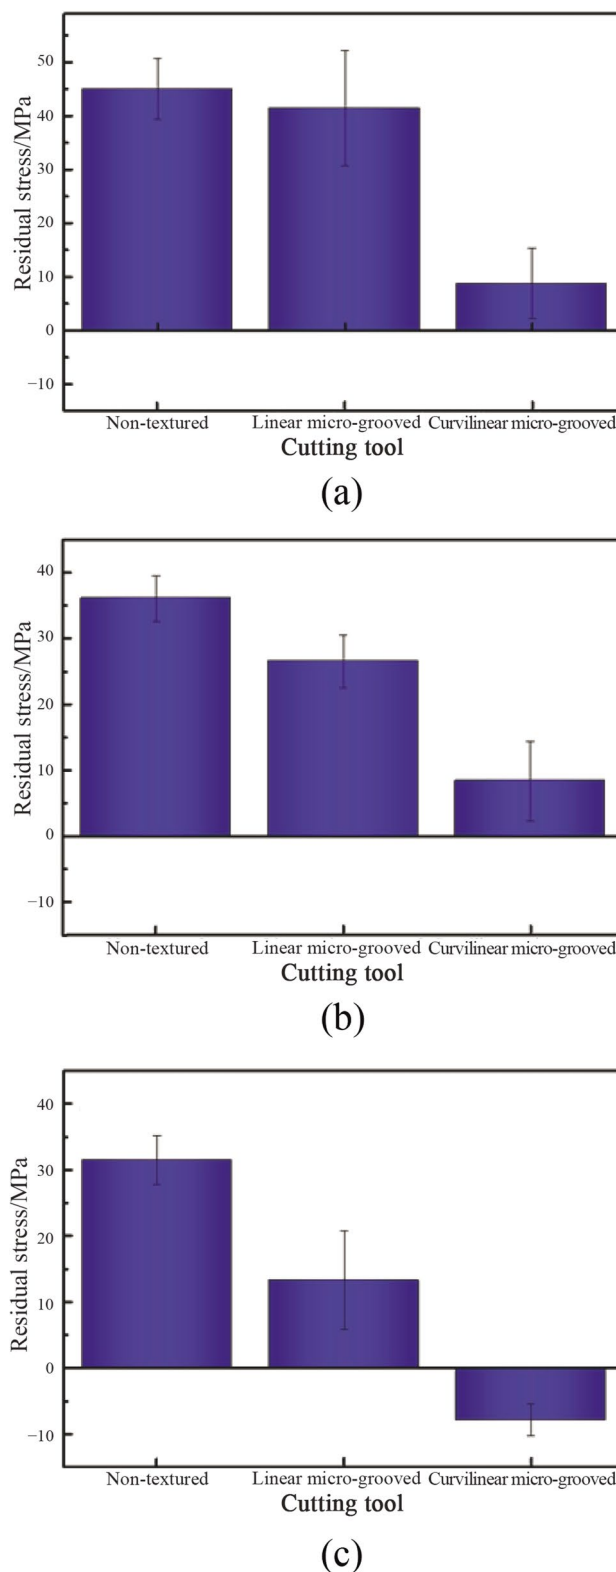 Residual stress/MPa
50
40
30
20
10
0
−10
Non-textured Linear micro-grooved Curvilinear micro-grooved
Cutting tool
(a)
Residual stress/MPa
40
30
20
10
0
−10
Non-textured Linear micro-grooved Curvilinear micro-grooved
Cutting tool
(b)
Residual stress/MPa
40
30
20
10
0
−10
Non-textured Linear micro-grooved Curvilinear micro-grooved
Cutting tool
(c)